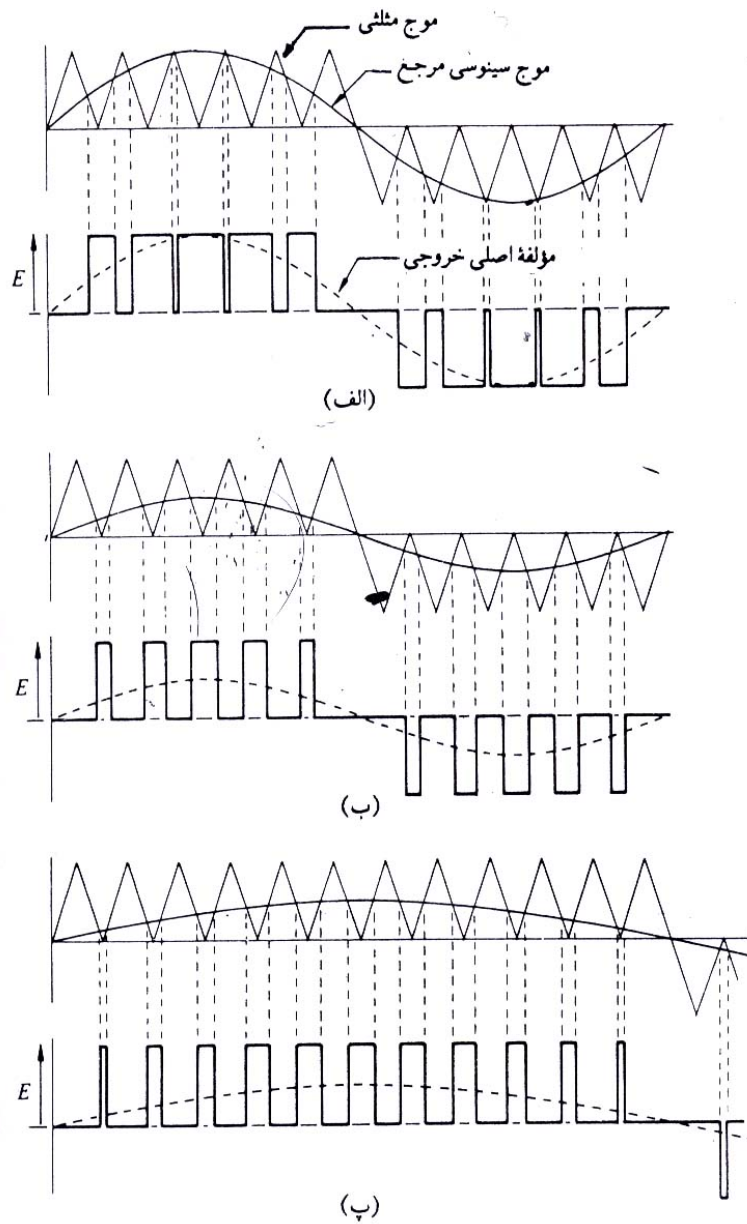 موج مثلثی
موج سینوسی مرجع
E
مؤلفهٔ اصلی خروجی
(الف)
E
(ب)
E
(پ)